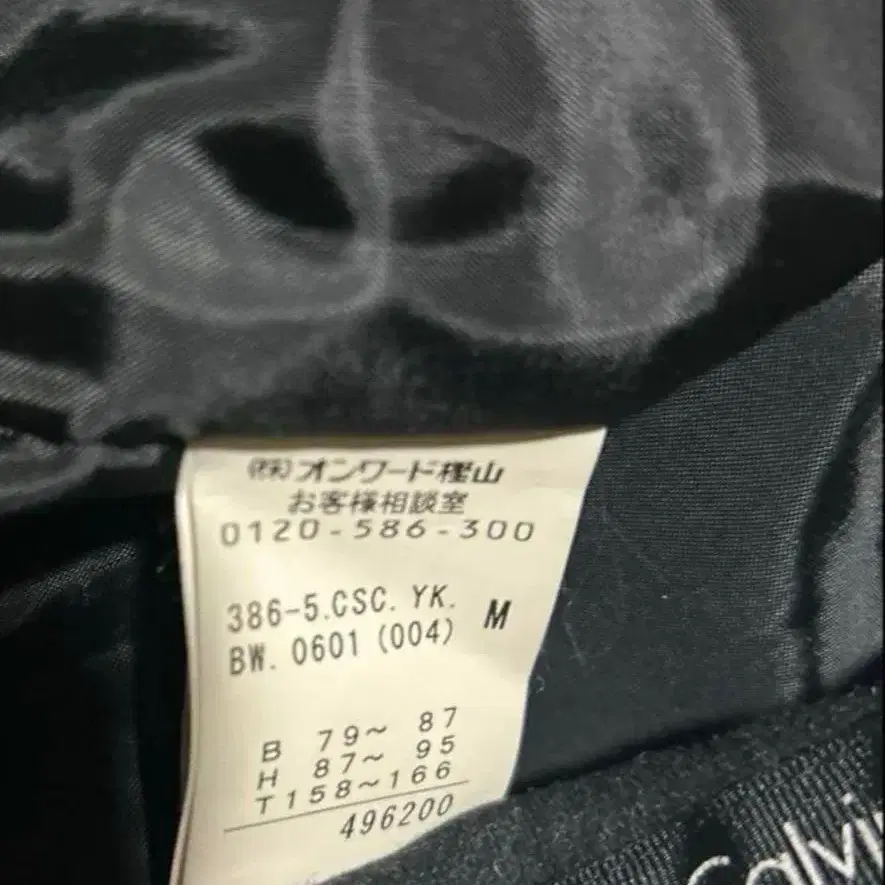 (株)オンワード樫山
お客様相談室
0120-586-300
386-5.CSC. YK.
BW. 0601 (004) M
B 79～ 87
H 87～ 95
T158～166
496200
Calvi